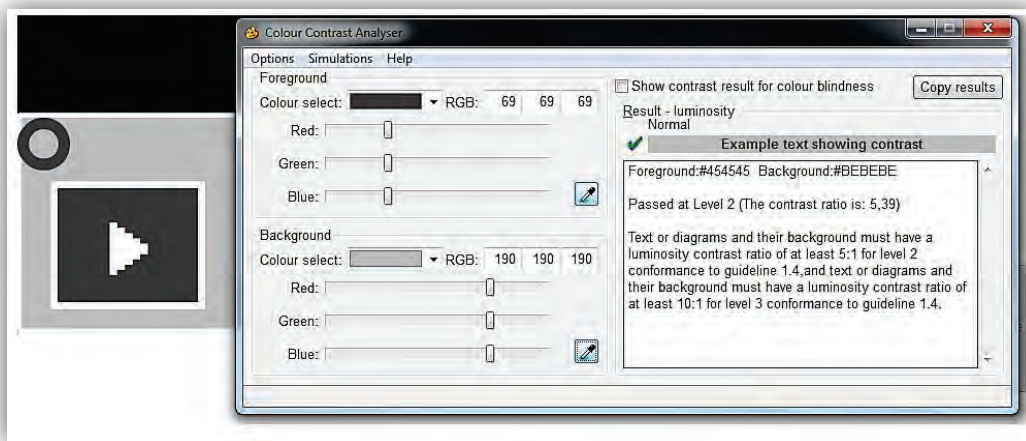 Colour Contrast Analyser
Options Simulations Help
Foreground
Colour select: RGB: 69 69 69
Red:
Green:
Blue:
Background
Colour select: RGB: 190 190 190
Red:
Green:
Blue:
Show contrast result for colour blindness
Copy results
Result - luminosity
Normal
Example text showing contrast
Foreground:#454545 Background:#BEBEBE
Passed at Level 2 (The contrast ratio is: 5,39)
Text or diagrams and their background must have a
luminosity contrast ratio of at least 5:1 for level 2
conformance to guideline 1.4,and text or diagrams and
their background must have a luminosity contrast ratio of
at least 10:1 for level 3 conformance to guideline 1.4.